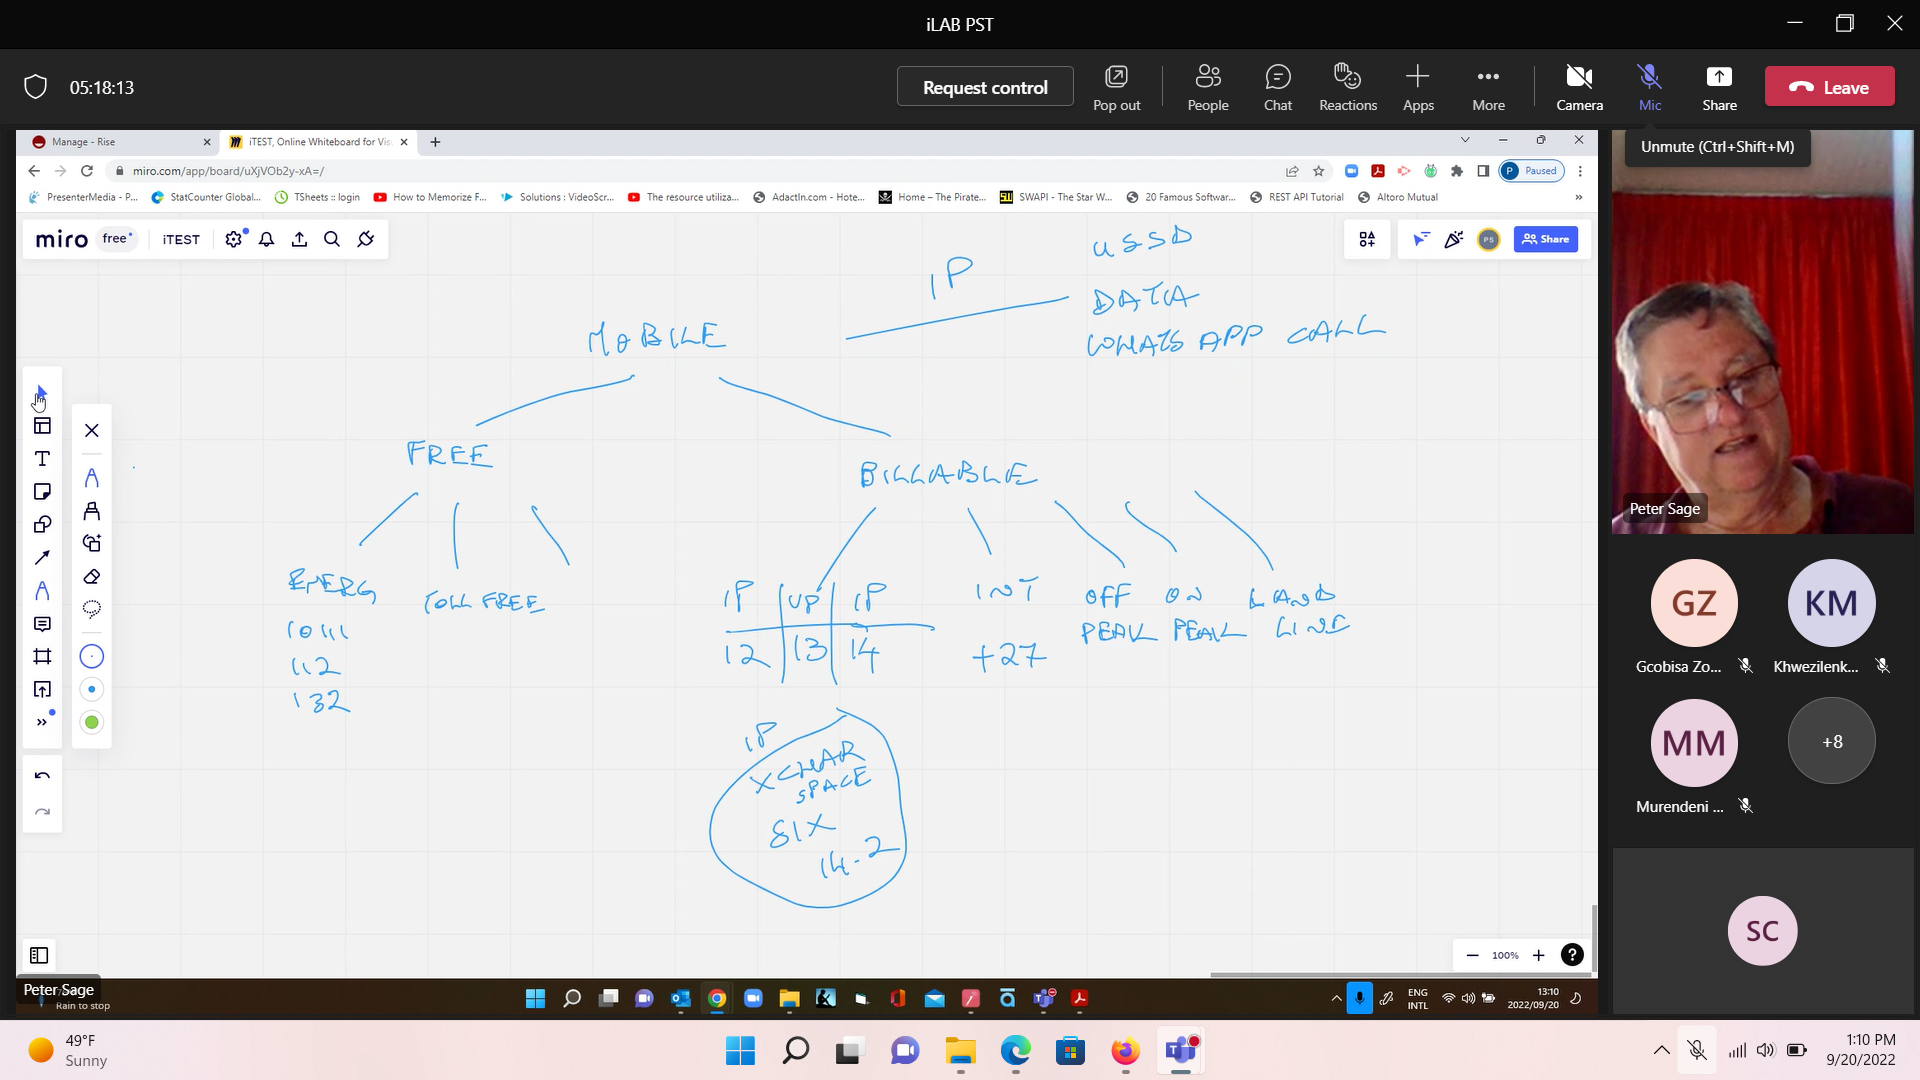 iLAB PST
05:18:13
Request control
Pop out
People
Chat
Reactions
Apps
More
Camera
Mic
Share
Leave
Unmute (Ctrl+Shift+M)
Manage - Rise
iTEST, Online Whiteboard for Vis
miro.com/app/board/uXjVOb2y-xA=/
P Paused
PresenterMedia - P...
StatCounter Global...
TSheets :: login
How to Memorize F...
Solutions : VideoScr...
The resource utiliza...
AdactIn.com - Hote...
Home – The Pirate...
SWAPI - The Star W...
20 Famous Software...
REST API Tutorial
Altoro Mutual
miro free iTEST
PS Share
USSD
IP
DATA
WHATS APP CALL
MOBILE
FREE
BILLABLE
EMERG
TOLL FREE
10111
112
132
IP UP IP
12 13 14
INT
+27
OFF
PEAK
ON
PEAK
LAND
LINE
IP
X CHAR
SPACE
SIX
14.2
100%
Peter Sage
Rain to stop
ENG
INTL
13:10
2022/09/20
Peter Sage
GZ
KM
Gcobisa Zo...
Khwezilenk...
MM
+8
Murendeni ...
SC
49°F
Sunny
1:10 PM
9/20/2022